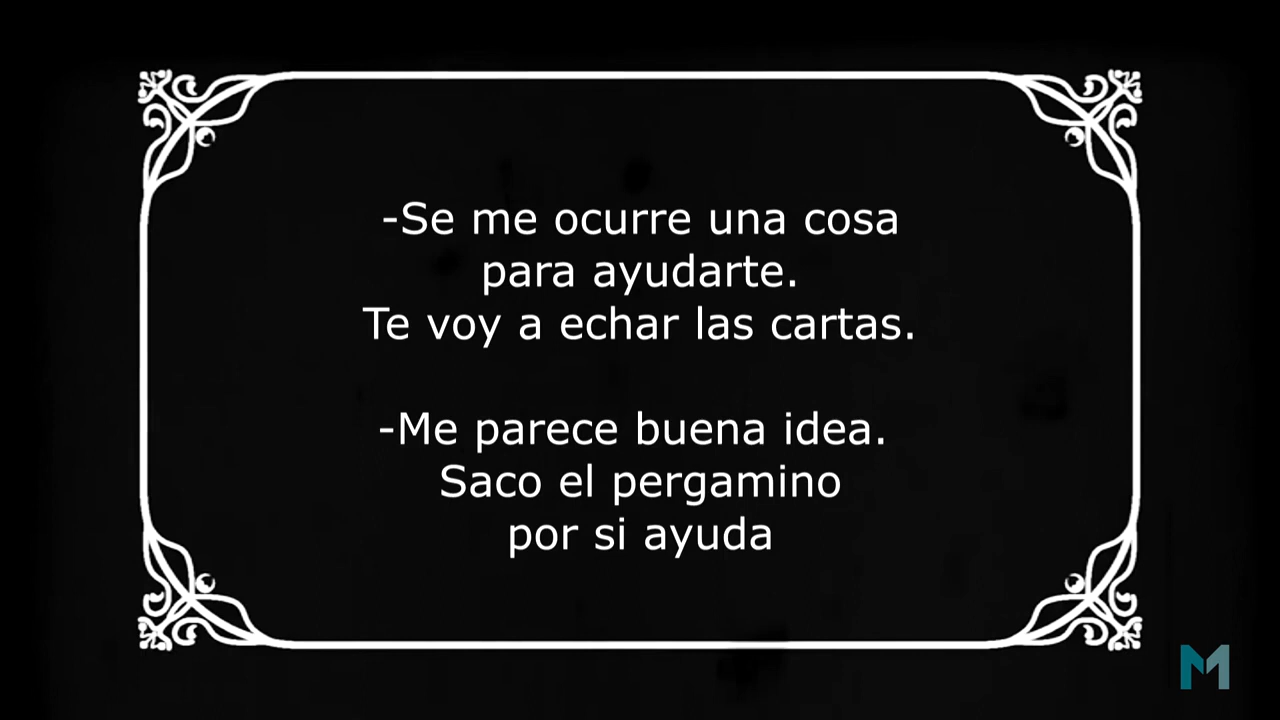 -Se me ocurre una cosa
para ayudarte.
Te voy a echar las cartas.
-Me parece buena idea.
Saco el pergamino
por si ayuda
M